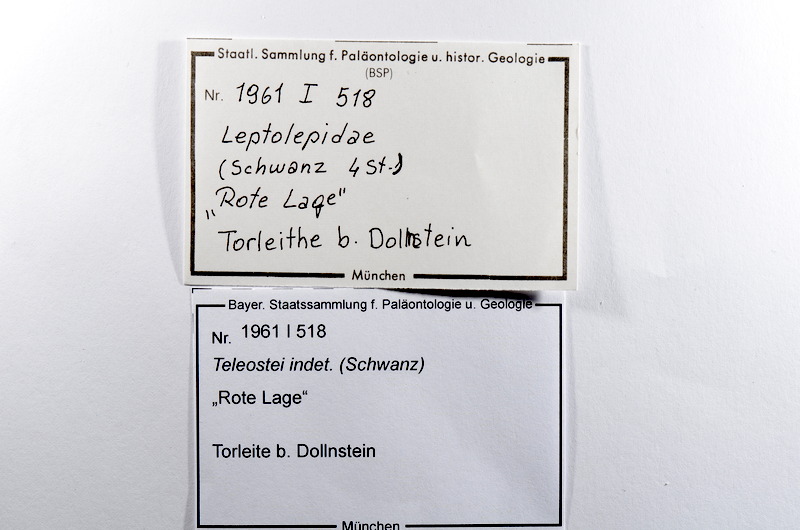 Staatl. Sammlung f. Paläontologie u. histor. Geologie
(BSP)
Nr. 1961 I 518
Leptolepidae
(Schwanz 4 St.)
„Rote Lage"
Torleithe b. Dollnstein
München
Bayer. Staatssammlung f. Paläontologie u. Geologie
Nr. 1961 I 518
Teleostei indet. (Schwanz)
„Rote Lage“
Torleite b. Dollnstein
München